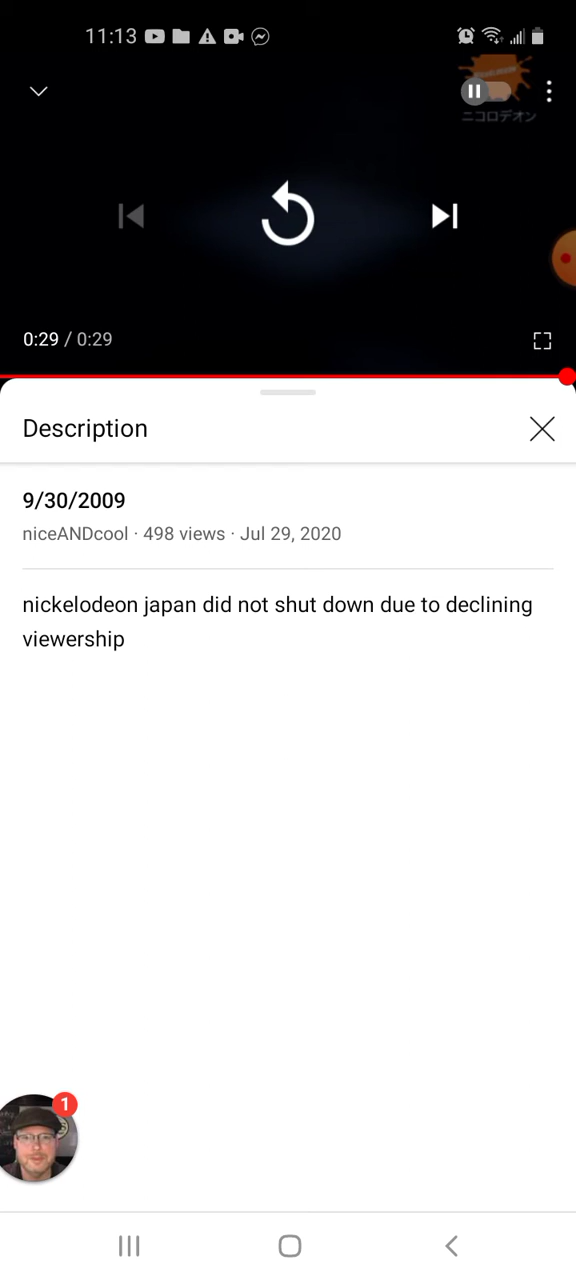 11:13
ニコロデオン
0:29 / 0:29
Description
9/30/2009
niceANDcool · 498 views · Jul 29, 2020
nickelodeon japan did not shut down due to declining
viewership
1